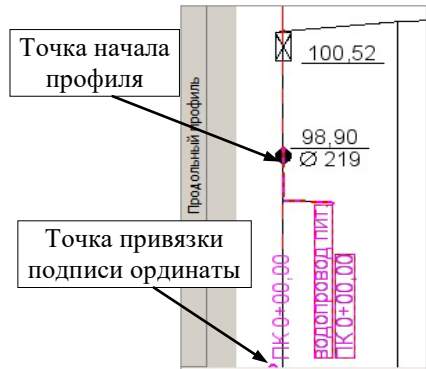 Точка начала
профиля
100,52
98,90
Ø 219
Продольный профиль
Точка привязки
подписи ординаты
ПК 0+00,00
водопровод пит
ПК 0+00,00